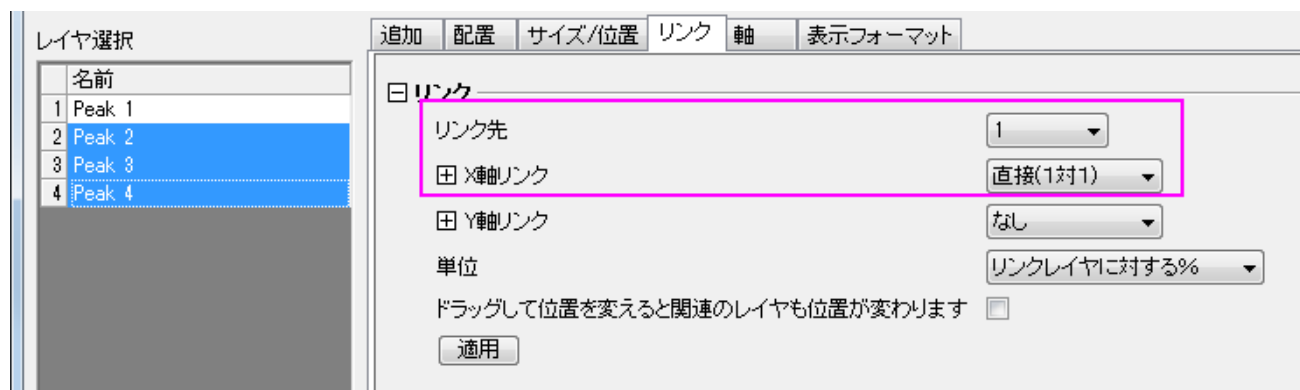 レイヤ選択
名前
1 Peak 1
2 Peak 2
3 Peak 3
4 Peak 4
追加 配置 サイズ/位置 リンク 軸 表示フォーマット
リンク
リンク先 1
X軸リンク 直接(1対1)
Y軸リンク なし
単位 リンクレイヤに対する%
ドラッグして位置を変えると関連のレイヤも位置が変わります
適用